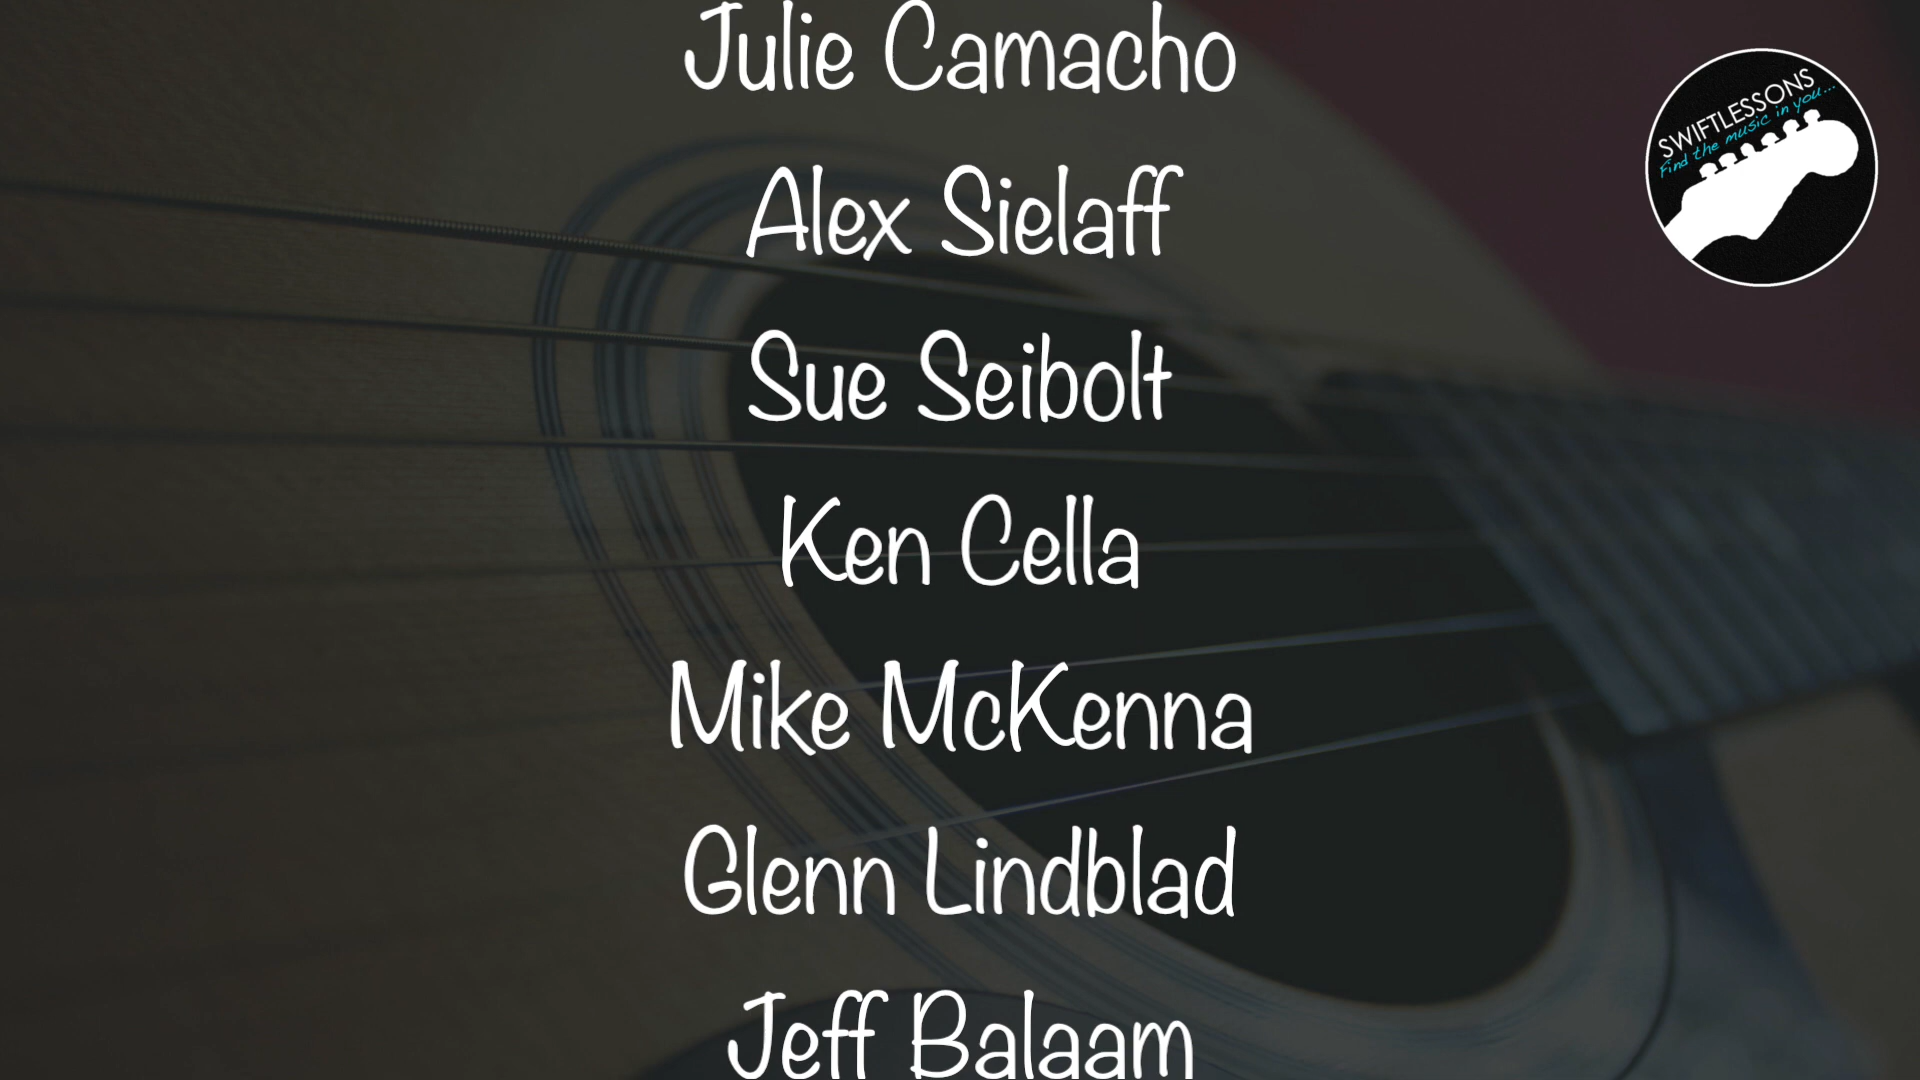 Julie Camacho
SWIFTLESSONS
Find the music in you...
Alex Sielaff
Sue Seibolt
Ken Cella
Mike McKenna
Glenn Lindblad
Jeff Balaam